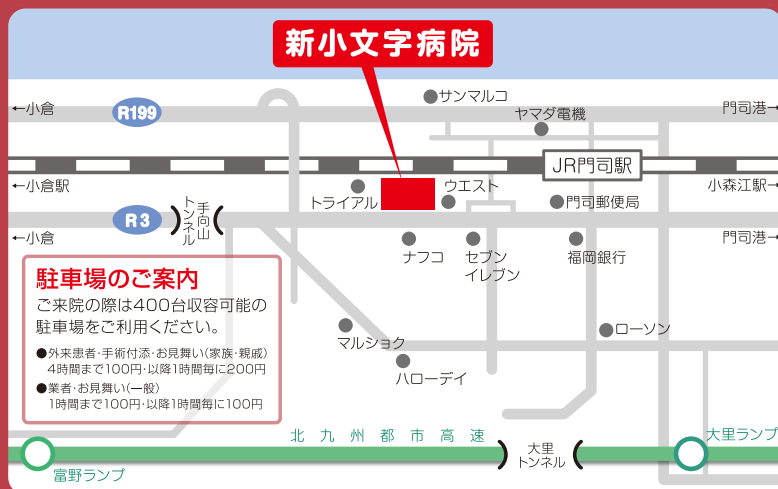 新小文字病院
←小倉
R199
サンマルコ
ヤマダ電機
門司港→
JR門司駅
←小倉駅
小森江駅→
トライアル
ウエスト
門司郵便局
手向山
トンネル
R3
←小倉
門司港→
ナフコ
セブン
イレブン
福岡銀行
駐車場のご案内
ご来院の際は400台収容可能の
駐車場をご利用ください。
●外来患者・手術付添・お見舞い(家族・親戚)
4時間まで100円・以降1時間毎に200円
●業者・お見舞い(一般)
1時間まで100円・以降1時間毎に100円
マルショク
ハローデイ
ローソン
北九州都市高速
大里
トンネル
大里ランプ
富野ランプ